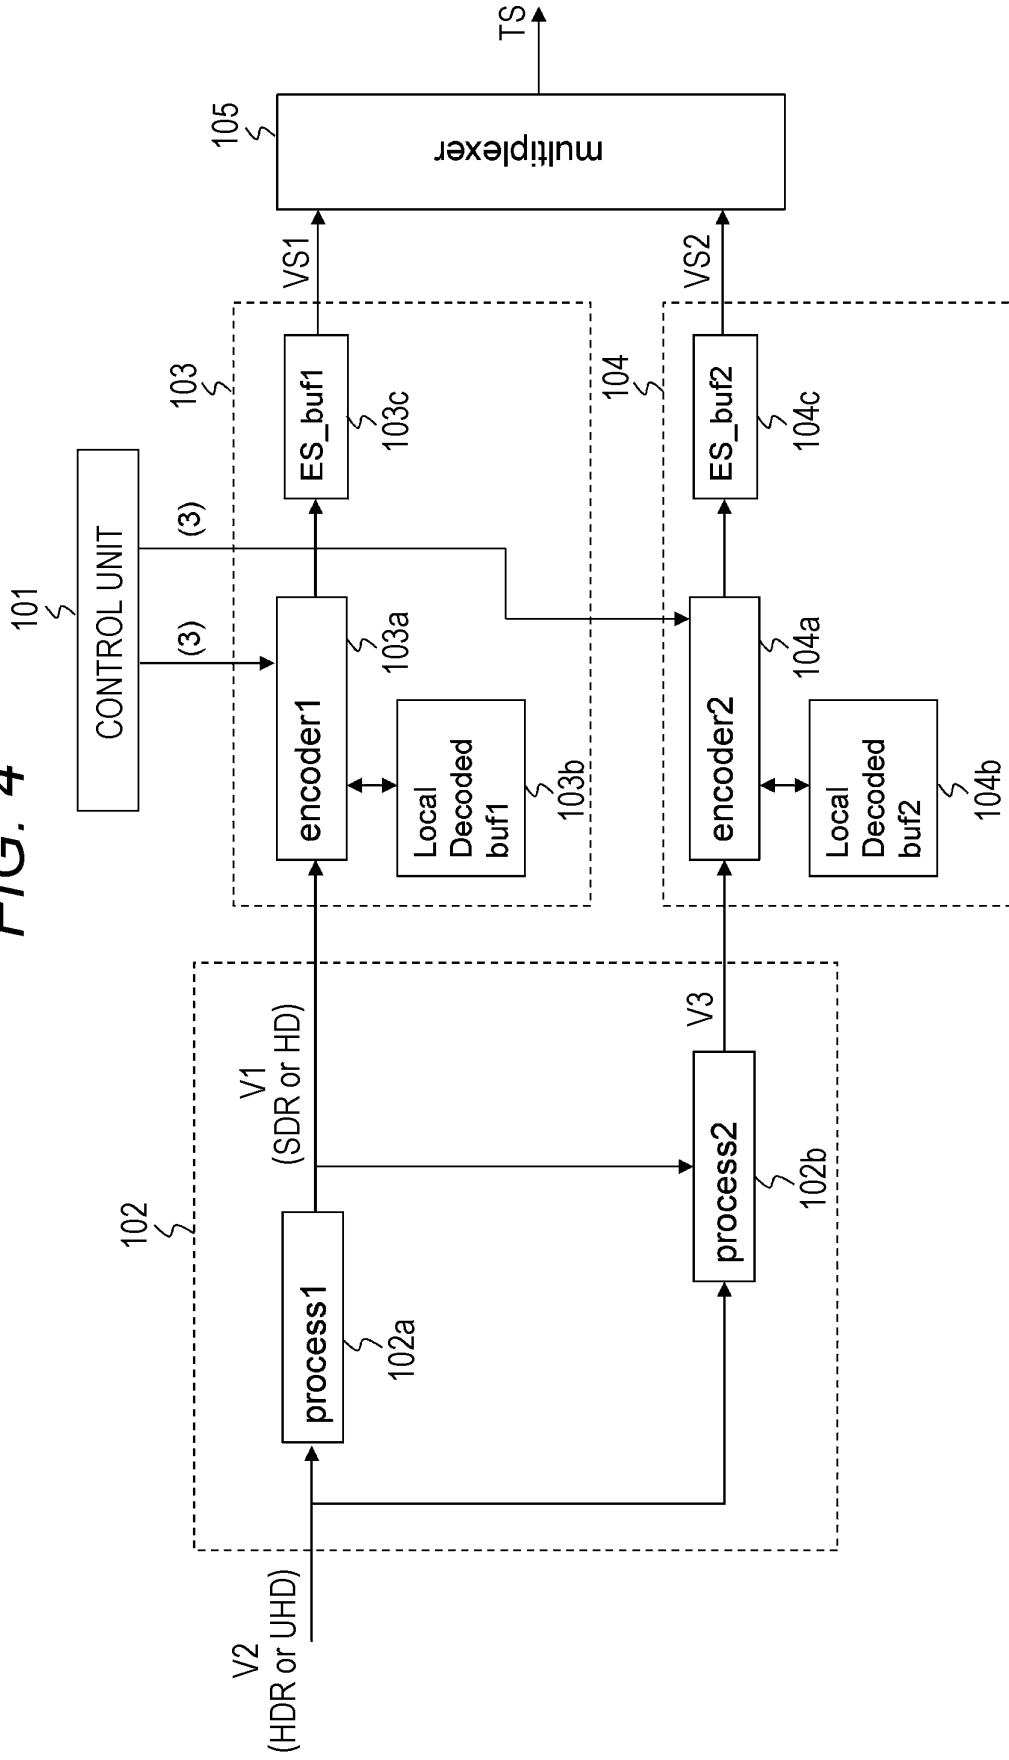 FIG. 4
101
CONTROL UNIT
(3)
(3)
102
V2
(HDR or UHD)
process1
102a
V1
(SDR or HD)
process2
102b
V3
103
encoder1
103a
Local
Decoded
buf1
103b
ES_buf1
103c
VS1
104
encoder2
104a
Local
Decoded
buf2
104b
ES_buf2
104c
VS2
105
multiplexer
TS